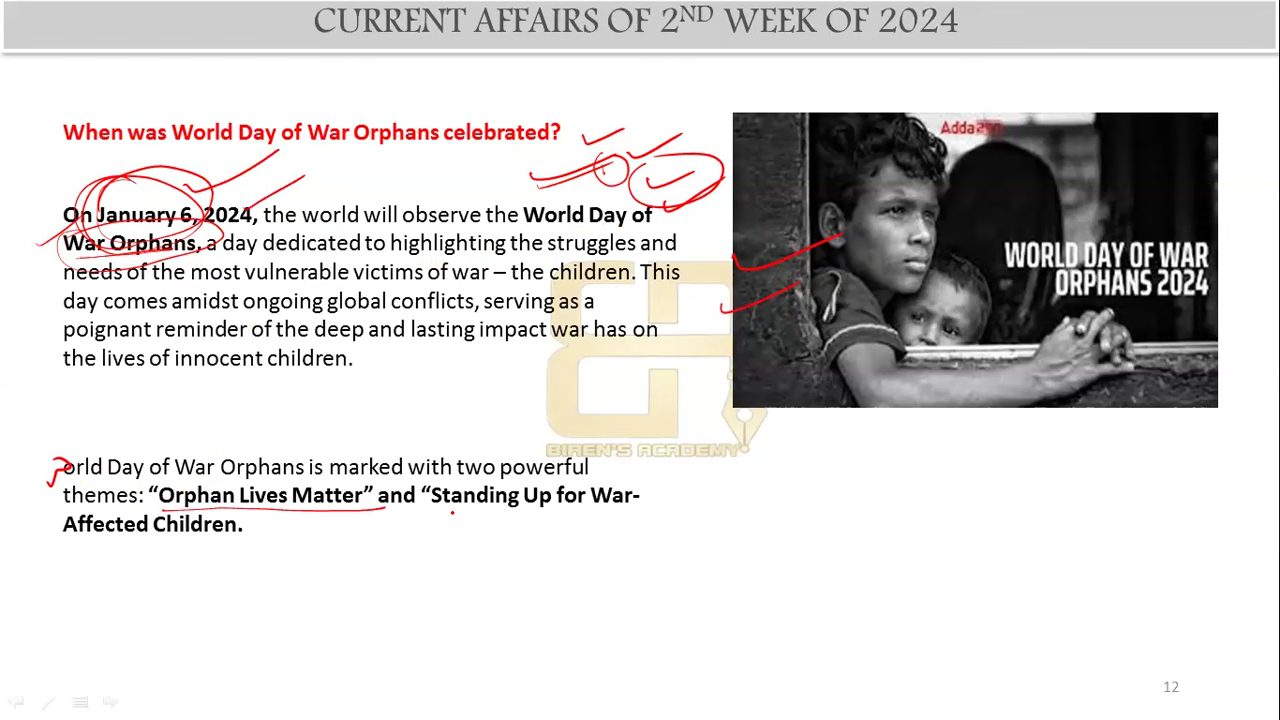 CURRENT AFFAIRS OF 2ND WEEK OF 2024
When was World Day of War Orphans celebrated?
On January 6, 2024, the world will observe the World Day of
War Orphans, a day dedicated to highlighting the struggles and
needs of the most vulnerable victims of war – the children. This
day comes amidst ongoing global conflicts, serving as a
poignant reminder of the deep and lasting impact war has on
the lives of innocent children.
orld Day of War Orphans is marked with two powerful
themes: “Orphan Lives Matter” and “Standing Up for War-
Affected Children.
Adda247
WORLD DAY OF WAR
ORPHANS 2024
BIREN'S ACADEMY
12